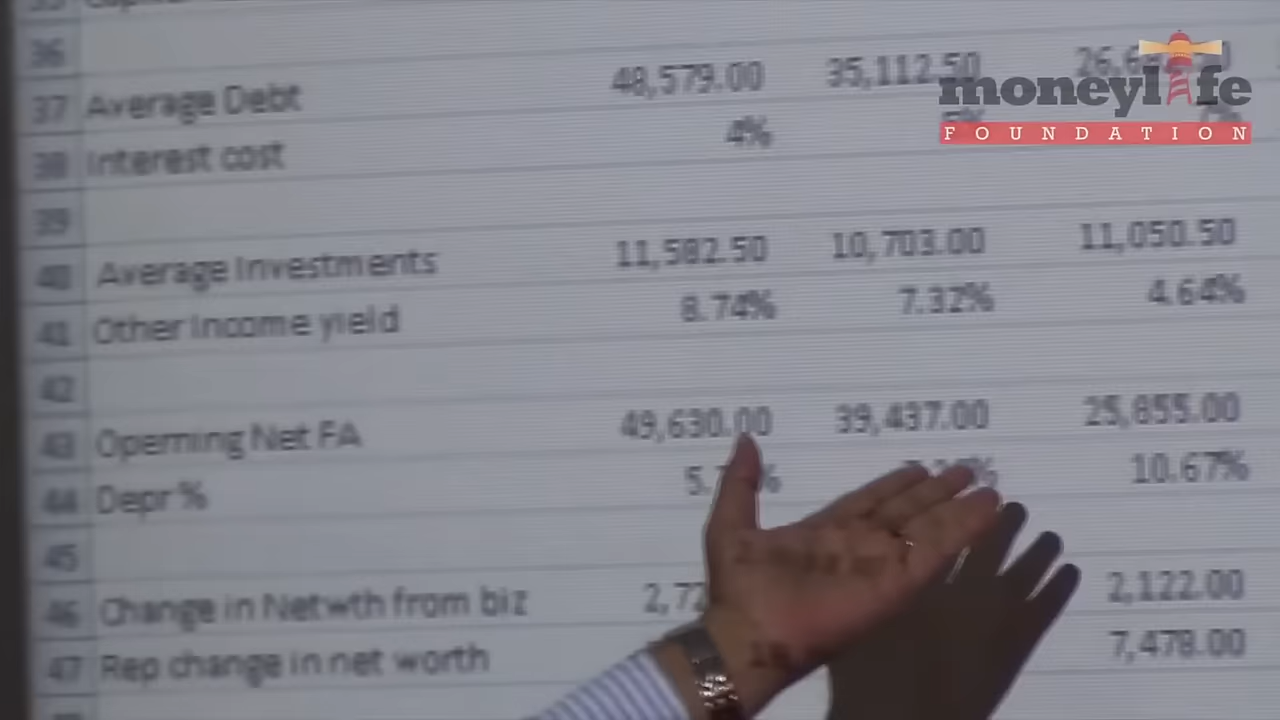 36
37 Average Debt 48,579.00 35,112.50
38 Interest cost 4% 5%
39
40 Average Investments 11,582.50 10,703.00 11,050.50
41 Other Income yield 8.74% 7.32% 4.64%
42
43 Operning Net FA 49,630.00 39,437.00 25,855.00
44 Depr % 10.67%
45
46 Change in Netwth from biz 2,122.00
47 Rep change in net worth 7,478.00
moneylife
FOUNDATION